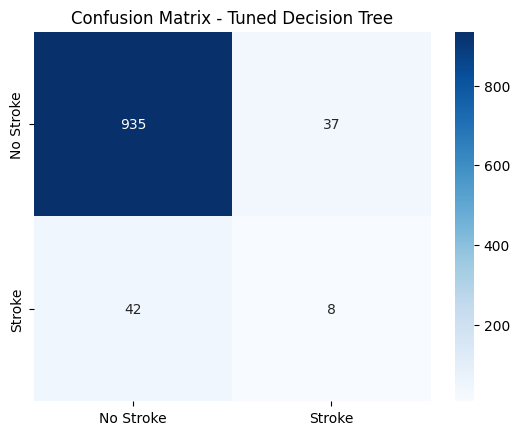 Confusion Matrix - Tuned Decision Tree
No Stroke
935
37
Stroke
42
8
No Stroke
Stroke
800
600
400
200